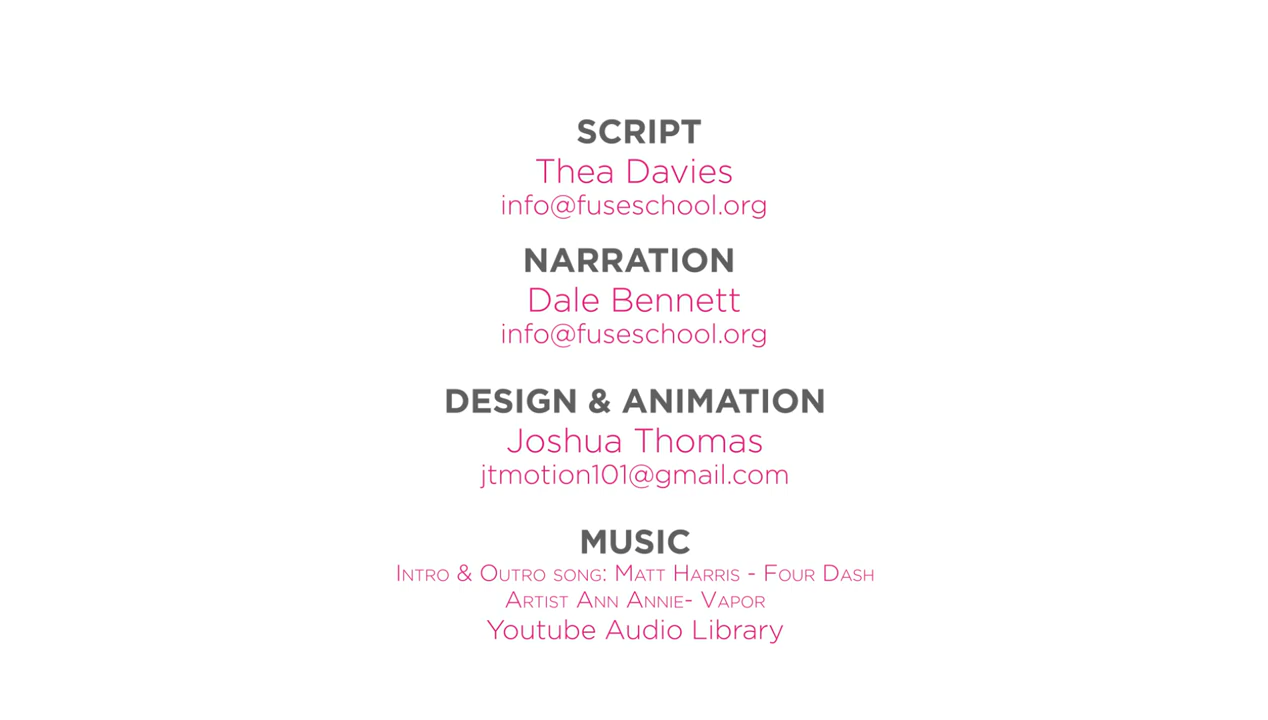 SCRIPT
Thea Davies
info@fuseschool.org
NARRATION
Dale Bennett
info@fuseschool.org
DESIGN & ANIMATION
Joshua Thomas
jtmotion101@gmail.com
MUSIC
Intro & Outro song: Matt Harris - Four Dash
Artist Ann Annie- Vapor
Youtube Audio Library